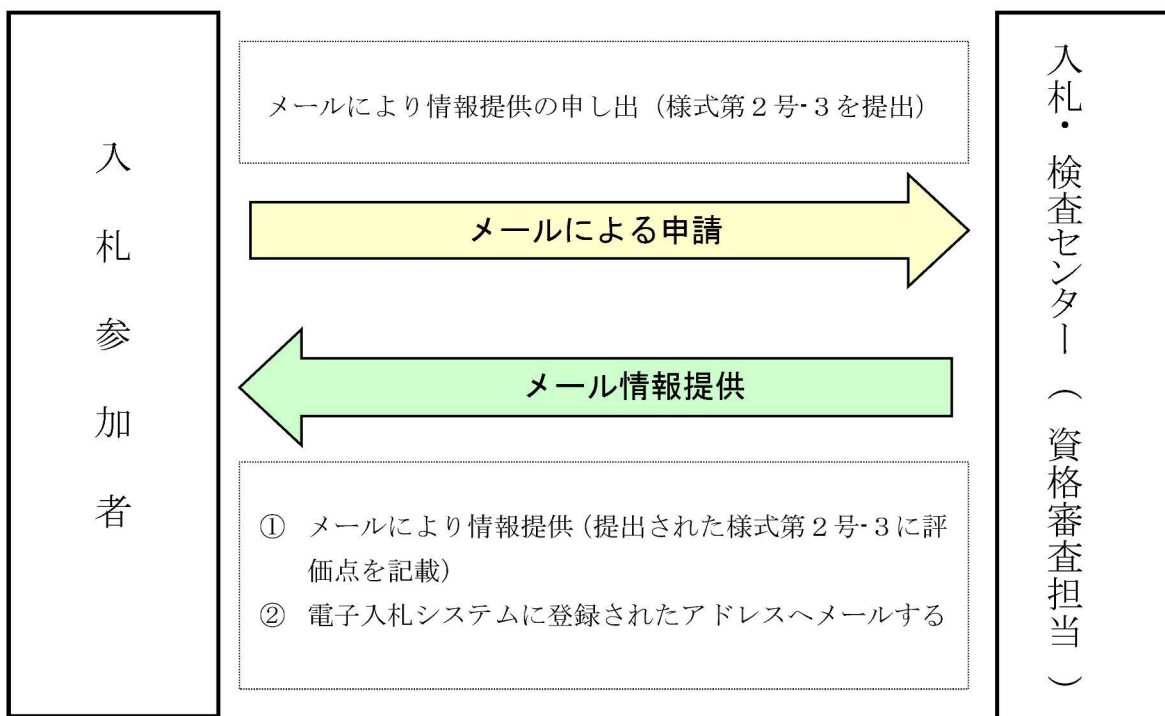 入札参加者
メールにより情報提供の申し出（様式第２号-３を提出）
メールによる申請
メール情報提供
① メールにより情報提供（提出された様式第２号-３に評
価点を記載）
② 電子入札システムに登録されたアドレスへメールする
入札・検査センター（資格審査担当）